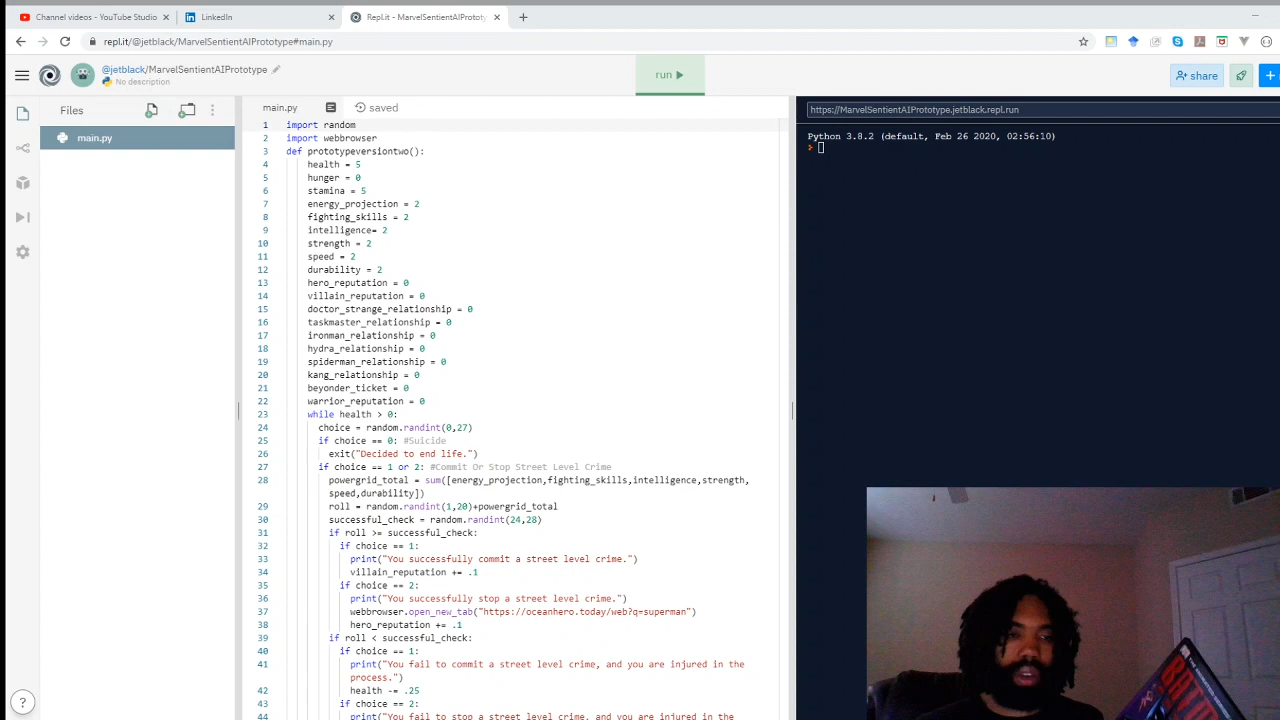 Channel videos - YouTube Studio
LinkedIn
Repl.it - MarvelSentientAIPrototyp
repl.it/@jetblack/MarvelSentientAIPrototype#main.py
@jetblack/MarvelSentientAIPrototype
No description
run
share
Files
main.py
saved
https://MarvelSentientAIPrototype.jetblack.repl.run
main.py
1 import random
2 import webbrowser
3 def prototypeversiontwo():
4 health = 5
5 hunger = 0
6 stamina = 5
7 energy_projection = 2
8 fighting_skills = 2
9 intelligence= 2
10 strength = 2
11 speed = 2
12 durability = 2
13 hero_reputation = 0
14 villain_reputation = 0
15 doctor_strange_relationship = 0
16 taskmaster_relationship = 0
17 ironman_relationship = 0
18 hydra_relationship = 0
19 spiderman_relationship = 0
20 kang_relationship = 0
21 beyonder_ticket = 0
22 warrior_reputation = 0
23 while health > 0:
24 choice = random.randint(0,27)
25 if choice == 0: #Suicide
26 exit("Decided to end life.")
27 if choice == 1 or 2: #Commit Or Stop Street Level Crime
28 powergrid_total = sum([energy_projection,fighting_skills,intelligence,strength,
speed,durability])
29 roll = random.randint(1,20)+powergrid_total
30 successful_check = random.randint(24,28)
31 if roll >= successful_check:
32 if choice == 1:
33 print("You successfully commit a street level crime.")
34 villain_reputation += .1
35 if choice == 2:
36 print("You successfully stop a street level crime.")
37 webbrowser.open_new_tab("https://oceanhero.today/web?q=superman")
38 hero_reputation += .1
39 if roll < successful_check:
40 if choice == 1:
41 print("You fail to commit a street level crime, and you are injured in the
process.")
42 health -= .25
43 if choice == 2:
44 print("You fail to stop a street level crime, and you are injured in the
Python 3.8.2 (default, Feb 26 2020, 02:56:10)
>
?